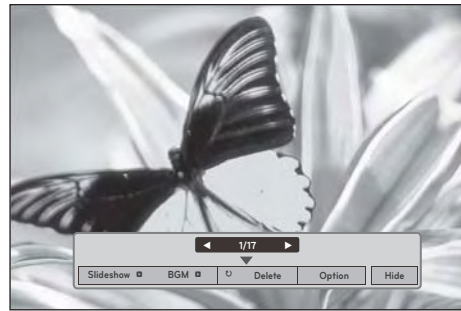 ◀ 1/17 ▶
Slideshow BGM ↻ Delete Option Hide